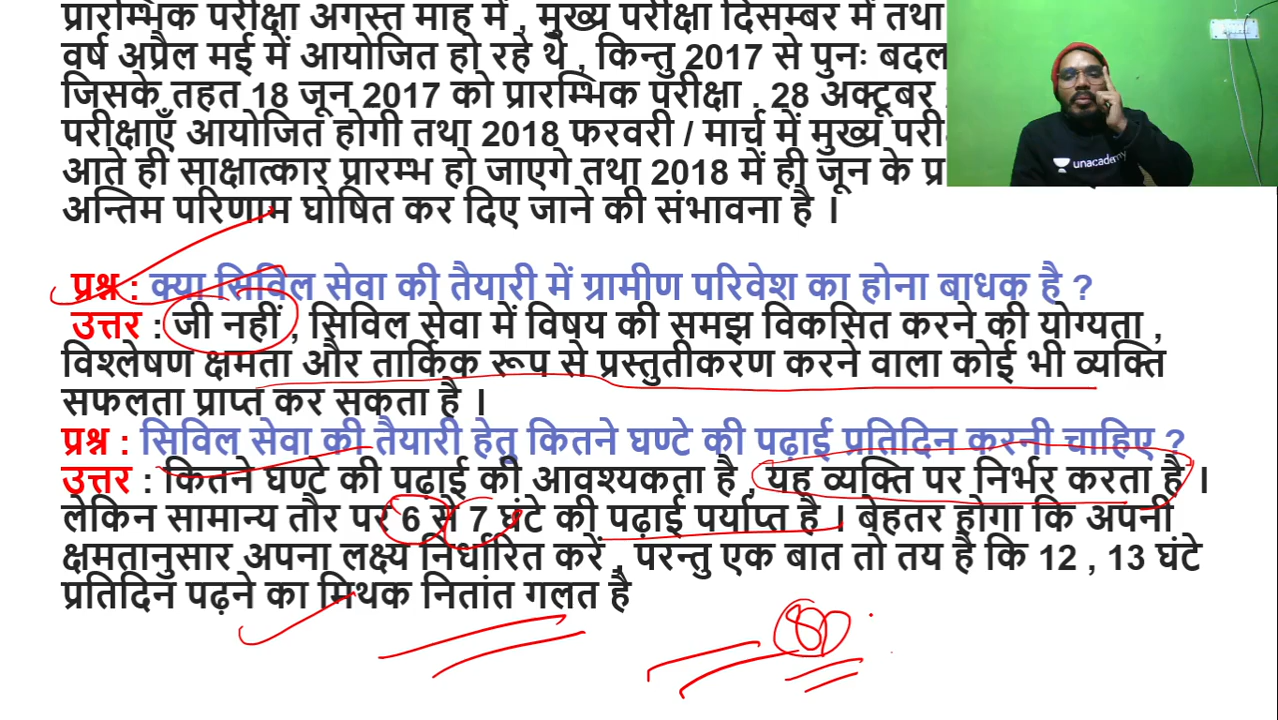 प्रारम्भिक परीक्षा अगस्त माह में , मुख्य परीक्षा दिसम्बर में तथा
वर्ष अप्रैल मई में आयोजित हो रहे थे , किन्तु 2017 से पुनः बदल
जिसके तहत 18 जून 2017 को प्रारम्भिक परीक्षा . 28 अक्टूबर
परीक्षाएँ आयोजित होगी तथा 2018 फरवरी / मार्च में मुख्य परी
आते ही साक्षात्कार प्रारम्भ हो जाएगे तथा 2018 में ही जून के प्र
अन्तिम परिणाम घोषित कर दिए जाने की संभावना है ।
unacademy
प्रश्न : क्या सिविल सेवा की तैयारी में ग्रामीण परिवेश का होना बाधक है ?
उत्तर : जी नहीं , सिविल सेवा में विषय की समझ विकसित करने की योग्यता ,
विश्लेषण क्षमता और तार्किक रूप से प्रस्तुतीकरण करने वाला कोई भी व्यक्ति
सफलता प्राप्त कर सकता है ।
प्रश्न : सिविल सेवा की तैयारी हेतु कितने घण्टे की पढ़ाई प्रतिदिन करनी चाहिए ?
उत्तर : कितने घण्टे की पढ़ाई की आवश्यकता है , यह व्यक्ति पर निर्भर करता है ।
लेकिन सामान्य तौर पर 6 से 7 घंटे की पढ़ाई पर्याप्त है । बेहतर होगा कि अपनी
क्षमतानुसार अपना लक्ष्य निर्धारित करें , परन्तु एक बात तो तय है कि 12 , 13 घंटे
प्रतिदिन पढ़ने का मिथक नितांत गलत है